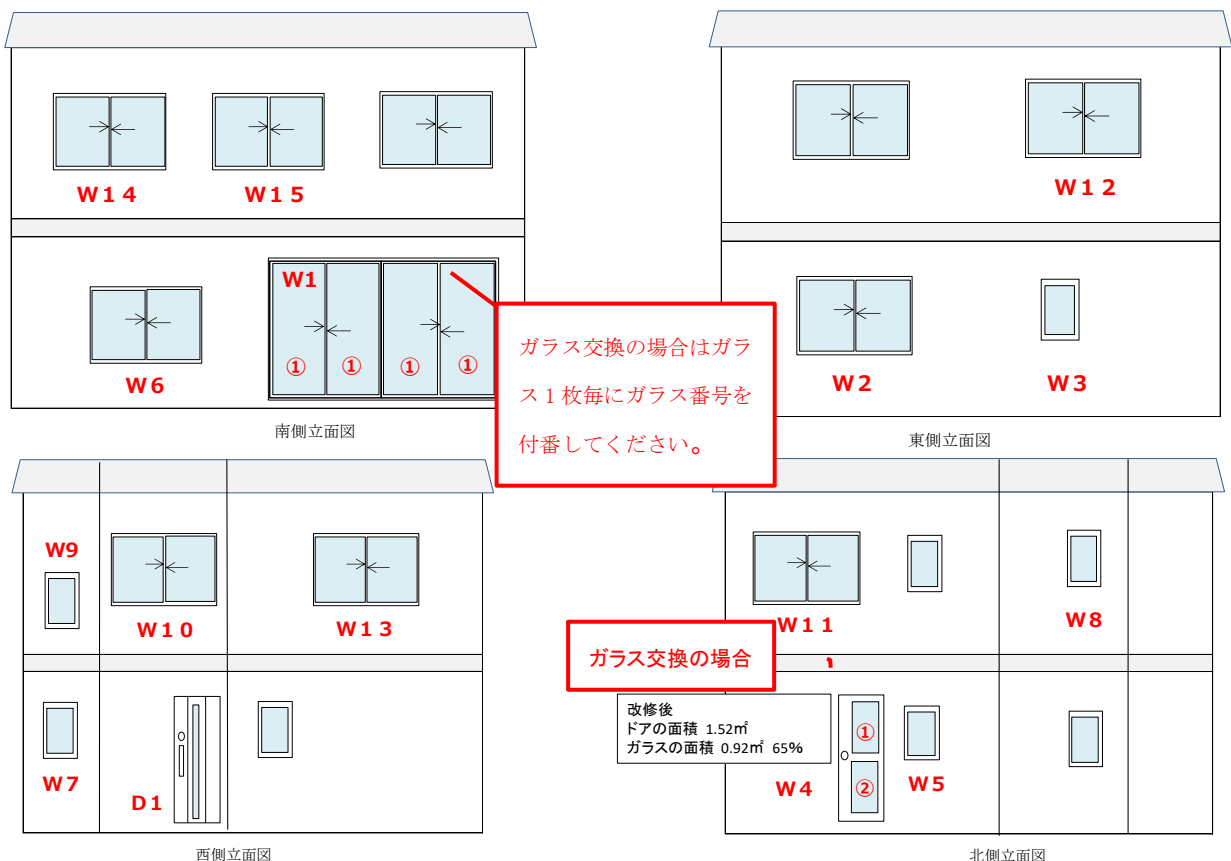 W14
W15
W1
① ① ① ①
W6
南側立面図
W12
W2
W3
東側立面図
ガラス交換の場合はガラ
ス1枚毎にガラス番号を
付番してください。
W9
W10
W13
W7
D1
西側立面図
W11
W8
ガラス交換の場合
改修後
ドアの面積 1.52㎡
ガラスの面積 0.92㎡ 65%
①
②
W4
W5
北側立面図